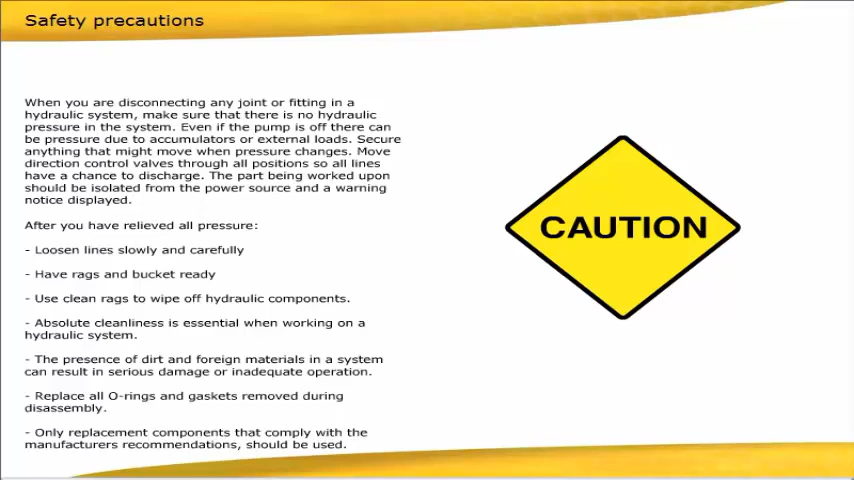 Safety precautions
When you are disconnecting any joint or fitting in a
hydraulic system, make sure that there is no hydraulic
pressure in the system. Even if the pump is off there can
be pressure due to accumulators or external loads. Secure
anything that might move when pressure changes. Move
direction control valves through all positions so all lines
have a chance to discharge. The part being worked upon
should be isolated from the power source and a warning
notice displayed.
After you have relieved all pressure:
- Loosen lines slowly and carefully
- Have rags and bucket ready
- Use clean rags to wipe off hydraulic components.
- Absolute cleanliness is essential when working on a
hydraulic system.
- The presence of dirt and foreign materials in a system
can result in serious damage or inadequate operation.
- Replace all O-rings and gaskets removed during
disassembly.
- Only replacement components that comply with the
manufacturers recommendations, should be used.
CAUTION